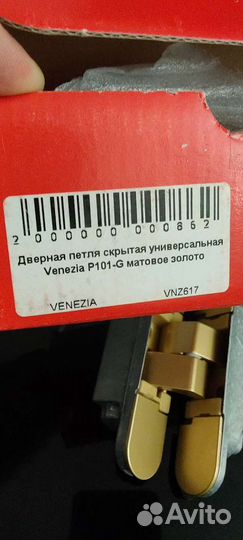 2 000000 000862
Дверная петля скрытая универсальная
Venezia P101-G матовое золото
VENEZIA VNZ617
Avito